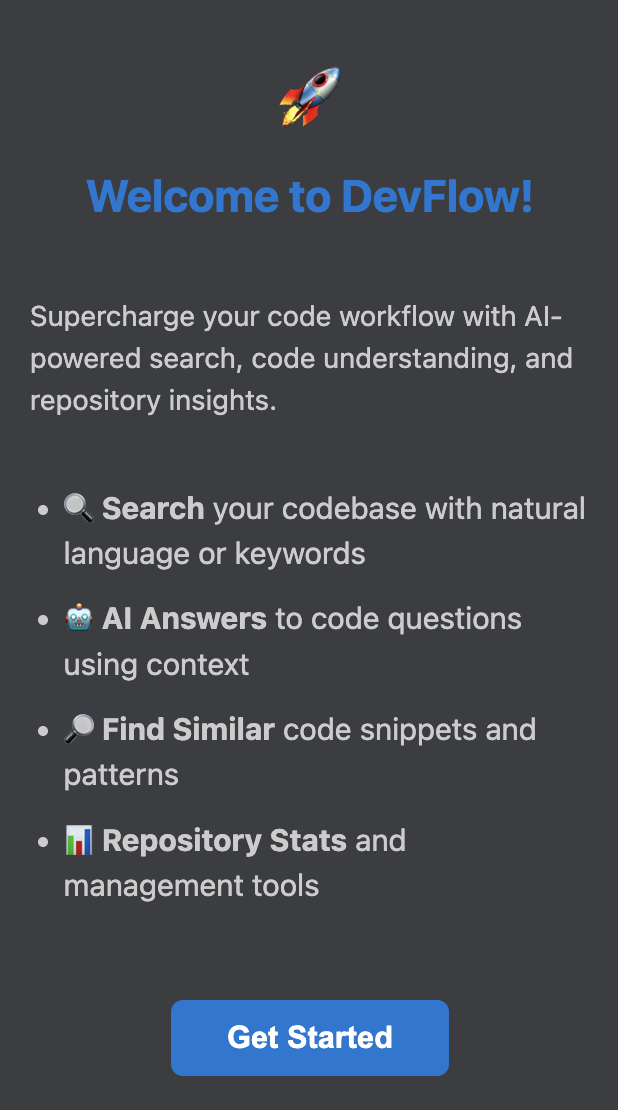 Welcome to DevFlow!
Supercharge your code workflow with AI-
powered search, code understanding, and
repository insights.
• 🔍 Search your codebase with natural
language or keywords
• 🤖 AI Answers to code questions
using context
• 🔎 Find Similar code snippets and
patterns
• 📊 Repository Stats and
management tools
Get Started